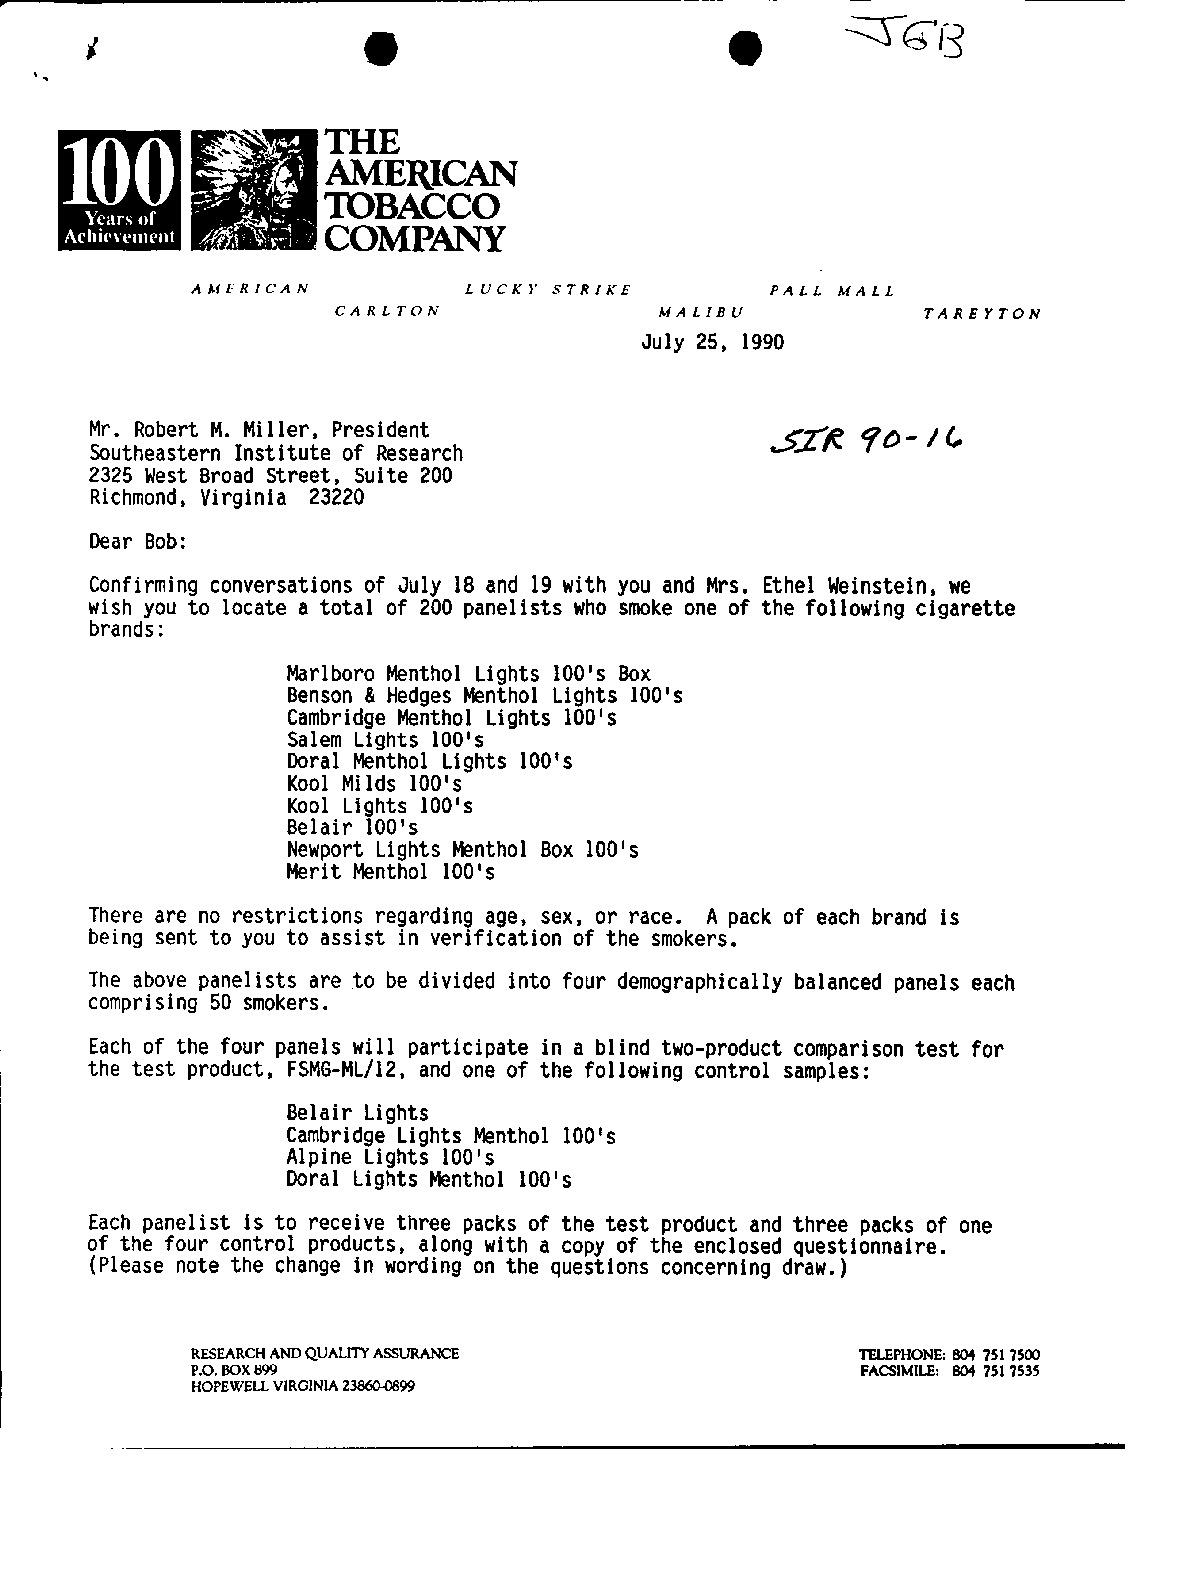 JGB
100
Years of
Achievement
THE
AMERICAN
TOBACCO
COMPANY
AMERICAN LUCKY STRIKE PALL MALL
CARLTON MALIBU TAREYTON
July 25, 1990
Mr. Robert M. Miller, President
Southeastern Institute of Research
2325 West Broad Street, Suite 200
Richmond, Virginia 23220
SIR 90-16
Dear Bob:
Confirming conversations of July 18 and 19 with you and Mrs. Ethel Weinstein, we
wish you to locate a total of 200 panelists who smoke one of the following cigarette
brands:
Marlboro Menthol Lights 100's Box
Benson & Hedges Menthol Lights 100's
Cambridge Menthol Lights 100's
Salem Lights 100's
Doral Menthol Lights 100's
Kool Milds 100's
Kool Lights 100's
Belair 100's
Newport Lights Menthol Box 100's
Merit Menthol 100's
There are no restrictions regarding age, sex, or race. A pack of each brand is
being sent to you to assist in verification of the smokers.
The above panelists are to be divided into four demographically balanced panels each
comprising 50 smokers.
Each of the four panels will participate in a blind two-product comparison test for
the test product, FSMG-ML/12, and one of the following control samples:
Belair Lights
Cambridge Lights Menthol 100's
Alpine Lights 100's
Doral Lights Menthol 100's
Each panelist is to receive three packs of the test product and three packs of one
of the four control products, along with a copy of the enclosed questionnaire.
(Please note the change in wording on the questions concerning draw.)
RESEARCH AND QUALITY ASSURANCE
P.O. BOX 899
HOPEWELL VIRGINIA 23860-0899
TELEPHONE: 804 751 7500
FACSIMILE: 804 751 7535